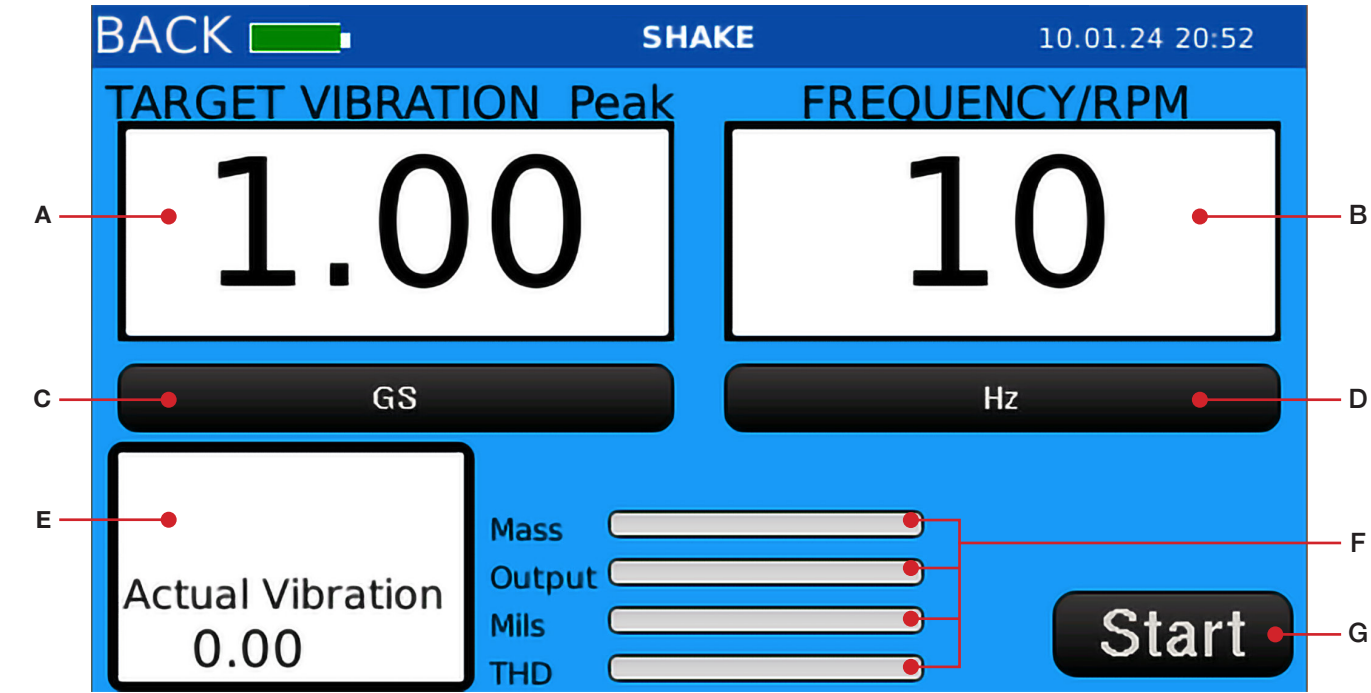 BACK SHAKE 10.01.24 20:52
TARGET VIBRATION Peak FREQUENCY/RPM
A 1.00 10 B
C GS Hz D
E
Mass
Output F
Actual Vibration
Mils
0.00 Start G
THD